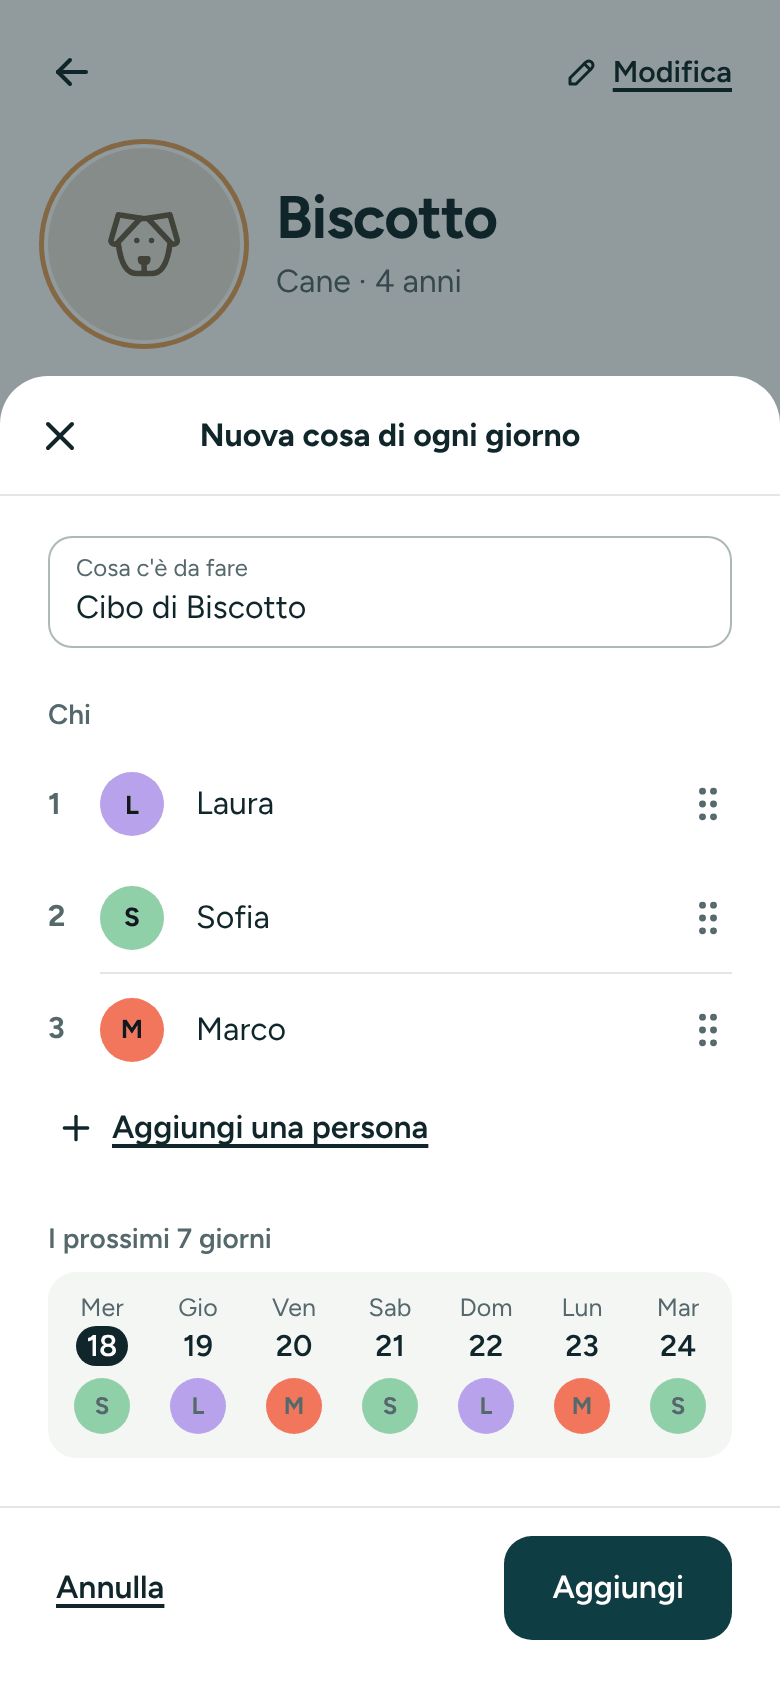 Modifica
Biscotto
Cane · 4 anni
Nuova cosa di ogni giorno
Cosa c'è da fare
Cibo di Biscotto
Chi
1 L Laura
2 S Sofia
3 M Marco
Aggiungi una persona
I prossimi 7 giorni
Mer Gio Ven Sab Dom Lun Mar
18 19 20 21 22 23 24
S L M S L M S
Annulla Aggiungi